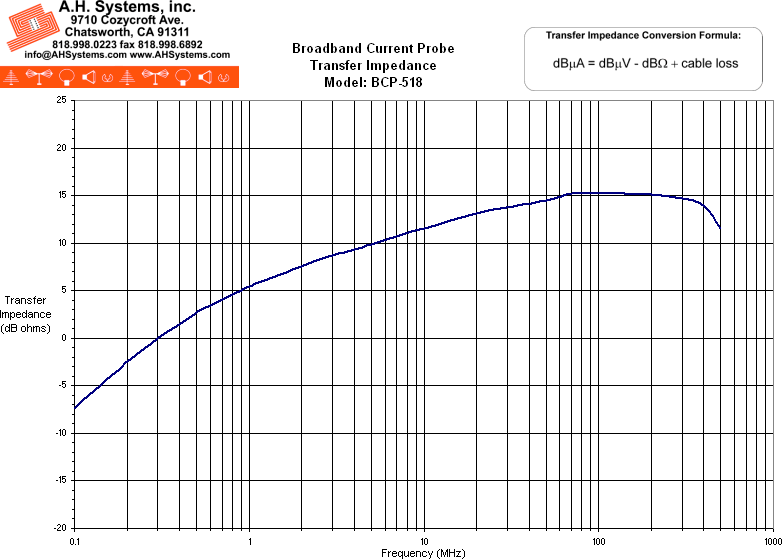 A.H. Systems, inc.
9710 Cozycroft Ave.
Chatsworth, CA 91311
818.998.0223 fax 818.998.6892
info@AHSystems.com www.AHSystems.com
Broadband Current Probe
Transfer Impedance
Model: BCP-518
Transfer Impedance Conversion Formula:
dBµA = dBµV - dBΩ + cable loss
25
20
15
10
5
0
-5
-10
-15
-20
Transfer
Impedance
(dB ohms)
0.1 1 10 100 1000
Frequency (MHz)